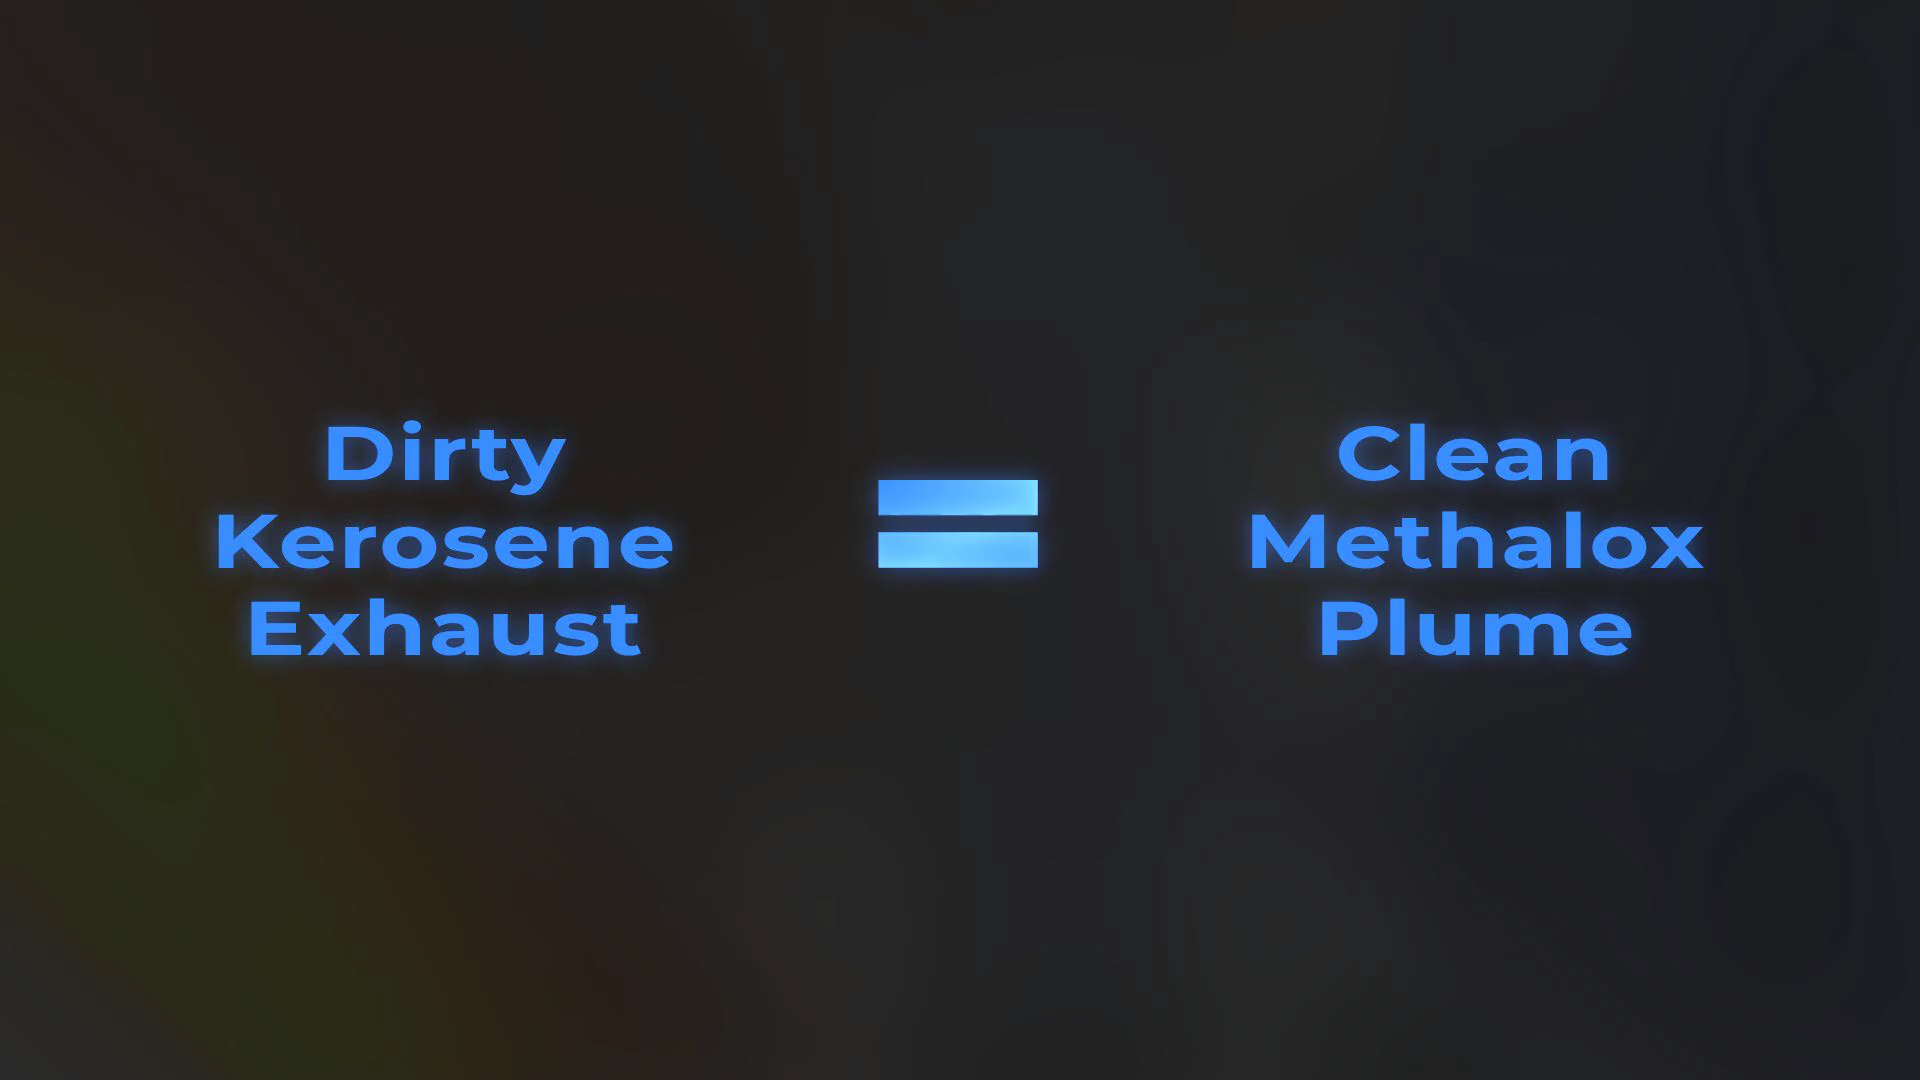 Dirty
Kerosene
Exhaust
=
Clean
Methalox
Plume